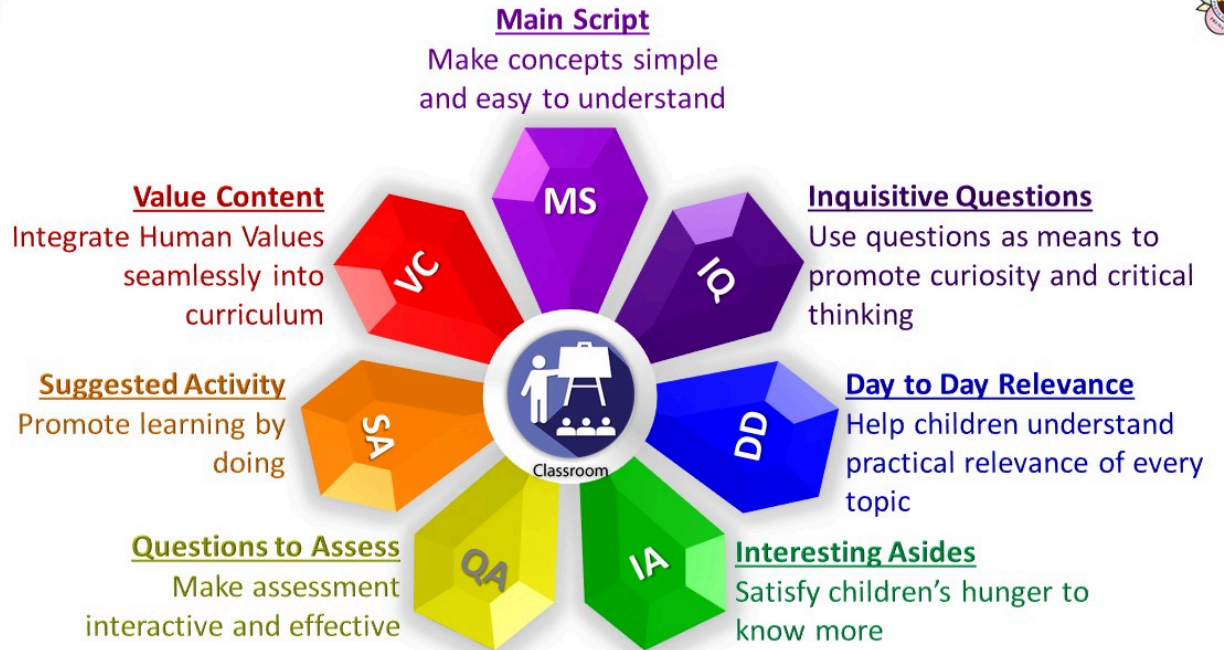 Main Script
Make concepts simple
and easy to understand
MS
Inquisitive Questions
Use questions as means to
promote curiosity and critical
thinking
IQ
Day to Day Relevance
Help children understand
practical relevance of every
topic
DD
Interesting Asides
Satisfy children's hunger to
know more
IA
Questions to Assess
Make assessment
interactive and effective
QA
Suggested Activity
Promote learning by
doing
SA
Value Content
Integrate Human Values
seamlessly into
curriculum
VC
Classroom